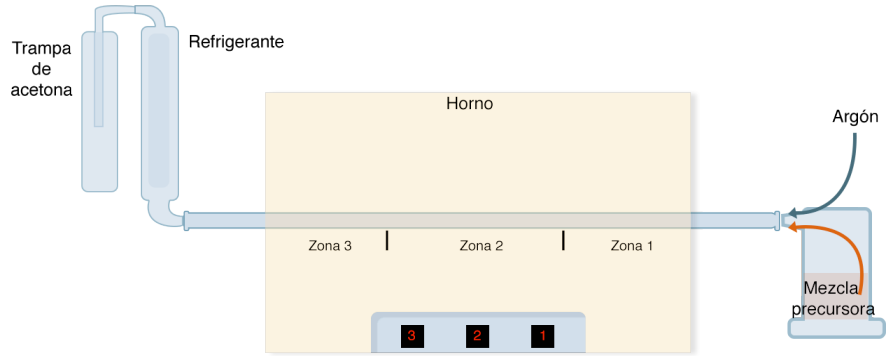 Trampa
de
acetona
Refrigerante
Horno
Argón
Zona 3
Zona 2
Zona 1
Mezcla
precursora
3
2
1